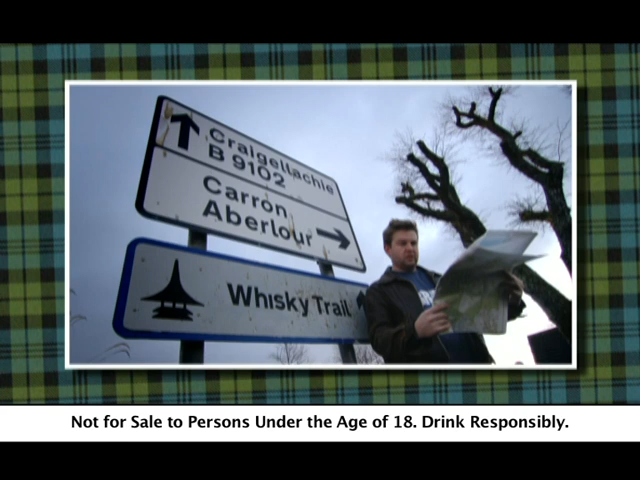 Craigellachie
B 9102
Carron
Aberlour
Whisky Trail
Not for Sale to Persons Under the Age of 18. Drink Responsibly.